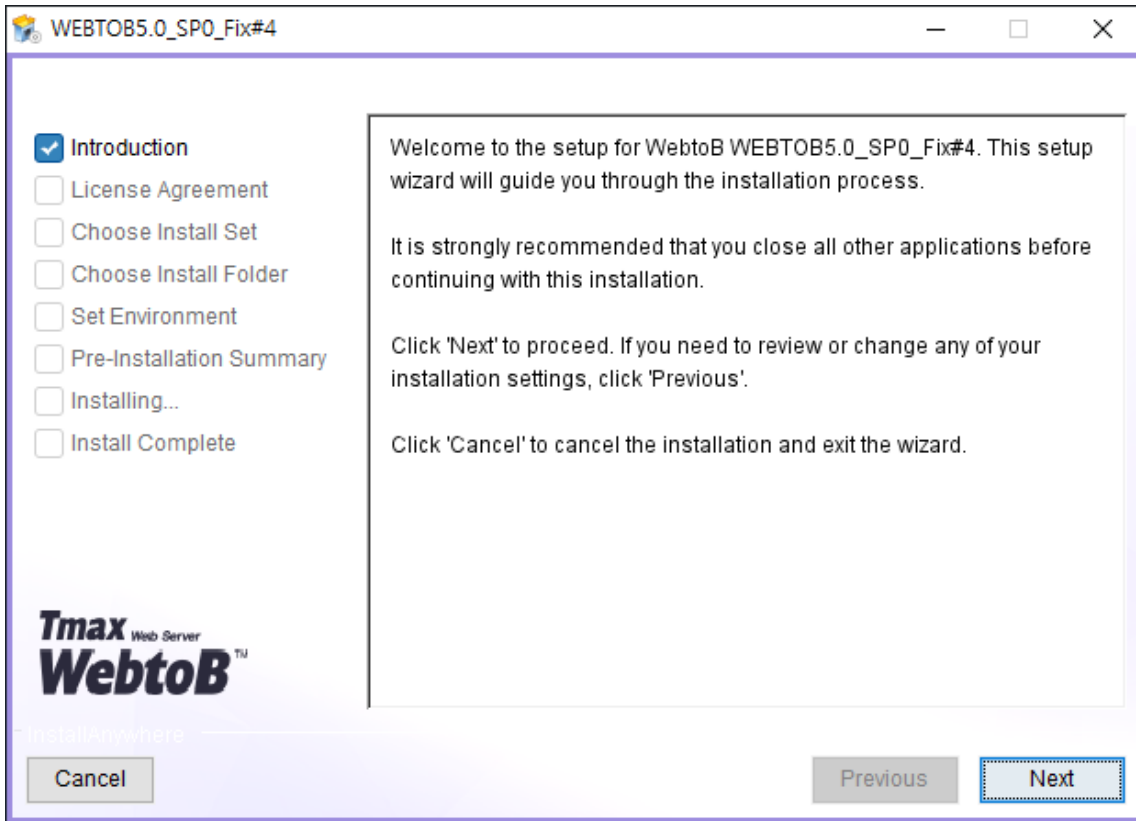 WEBTOB5.0_SP0_Fix#4
Introduction
License Agreement
Choose Install Set
Choose Install Folder
Set Environment
Pre-Installation Summary
Installing...
Install Complete
Welcome to the setup for WebtoB WEBTOB5.0_SP0_Fix#4. This setup
wizard will guide you through the installation process.
It is strongly recommended that you close all other applications before
continuing with this installation.
Click 'Next' to proceed. If you need to review or change any of your
installation settings, click 'Previous'.
Click 'Cancel' to cancel the installation and exit the wizard.
Tmax Web Server
WebtoB™
InstallAnywhere
Cancel
Previous
Next